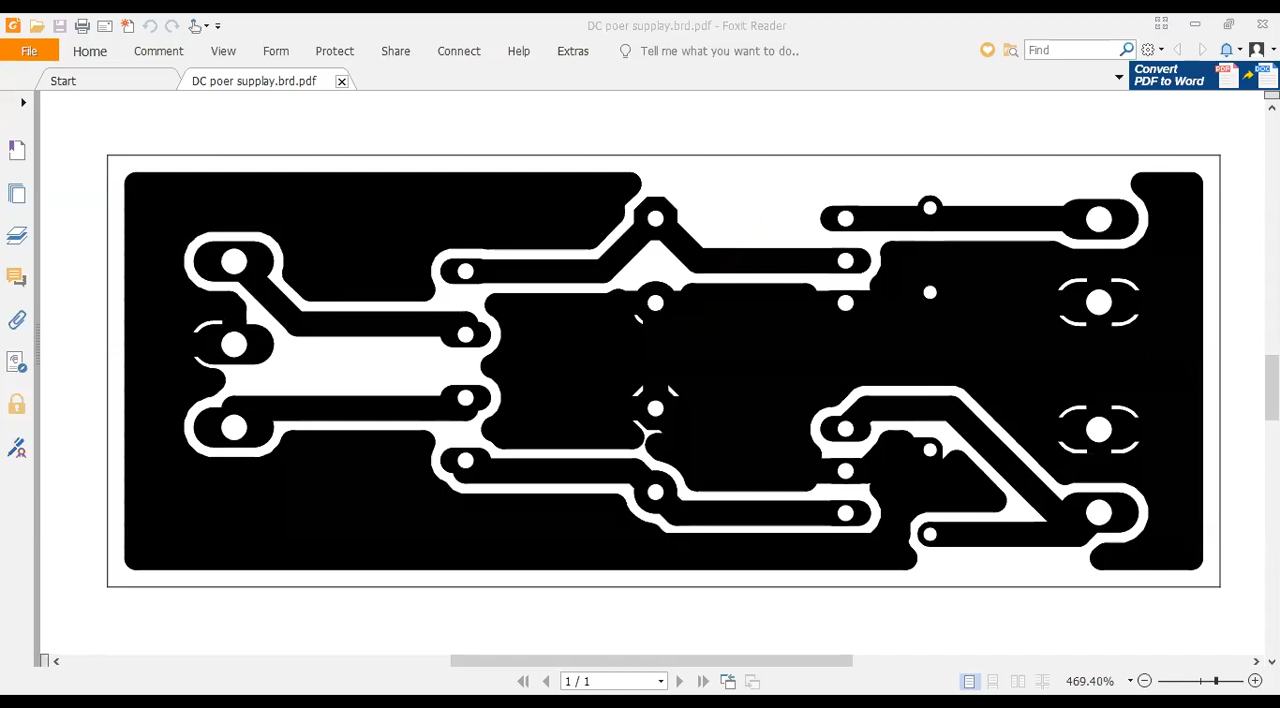 DC poer supplay.brd.pdf - Foxit Reader
File Home Comment View Form Protect Share Connect Help Extras Tell me what you want to do.. Find
Start DC poer supplay.brd.pdf
Convert
PDF to Word
PDF DOC
1 / 1
469.40%